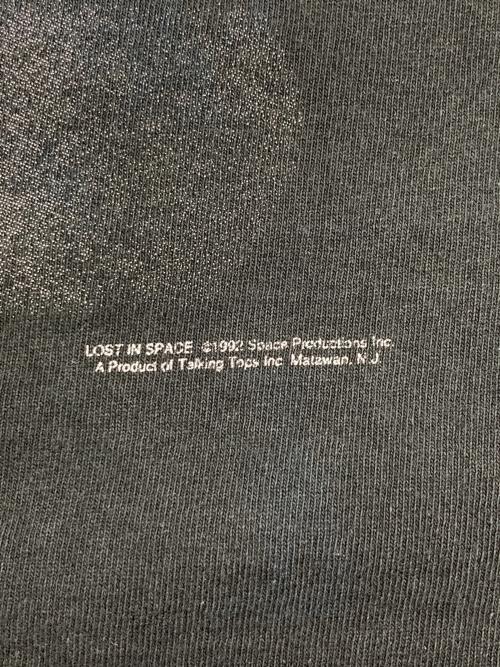 LOST IN SPACE ©1992 Space Productions Inc.
A Product of Talking Tops Inc. Matawan, N.J.